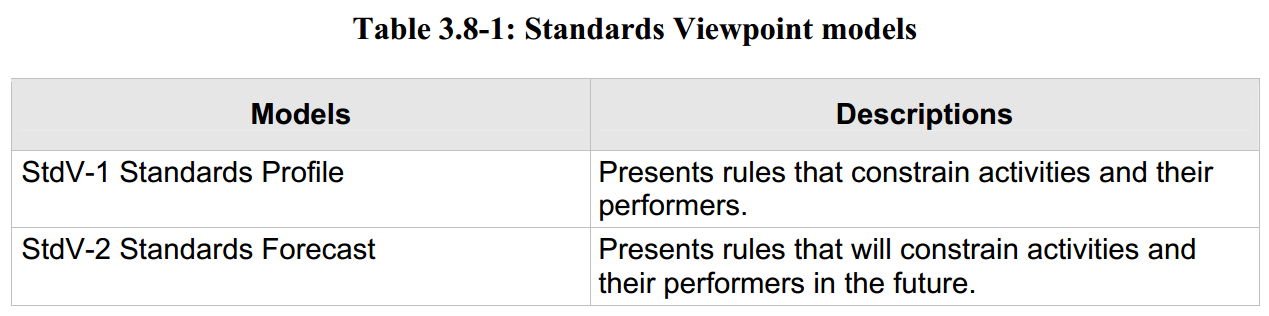 Table 3.8-1: Standards Viewpoint models
Models
Descriptions
StdV-1 Standards Profile
Presents rules that constrain activities and their
performers.
StdV-2 Standards Forecast
Presents rules that will constrain activities and
their performers in the future.